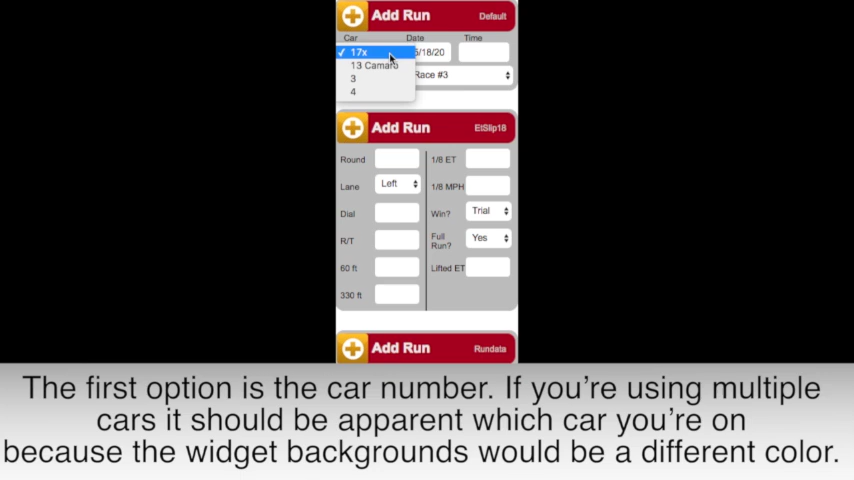 Add Run Default
Car Date Time
✓ 17x 6/18/20
13 Camaro
3 Race #3
4
Add Run EtSlip18
Round 1/8 ET
Lane Left 1/8 MPH
Dial Win? Trial
R/T Full Run? Yes
60 ft Lifted ET
330 ft
Add Run Rundata
The first option is the car number. If you're using multiple
cars it should be apparent which car you're on
because the widget backgrounds would be a different color.